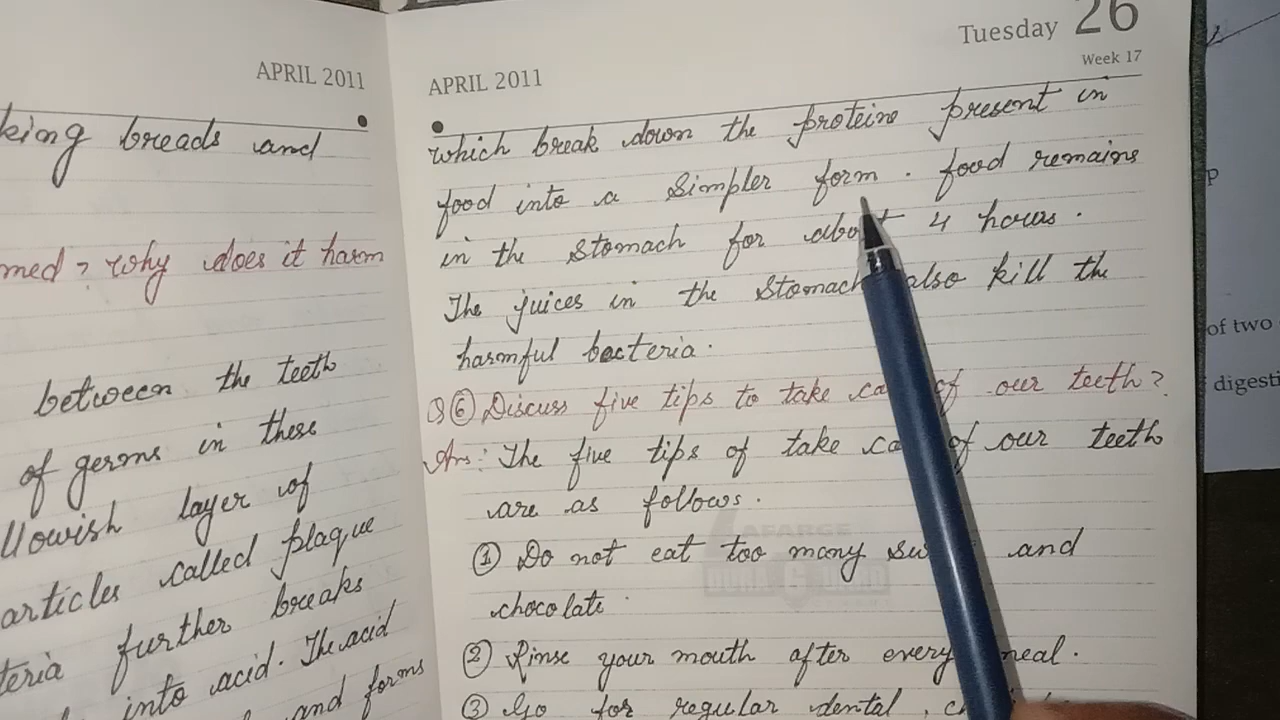 APRIL 2011
king breads and
med? why does it harm
between the teeth
of germs in these
llowish layer of
articles called plaque
teria further breaks
into acid. The acid
and forms
APRIL 2011
Tuesday 26
Week 17
which break down the proteins present in
food into a simpler form. food remains
in the stomach for about 4 hours.
The juices in the stomach also kill the
harmful bacteria.
Q⑥ Discuss five tips to take ca of our teeth?
Ans: The five tips of take ca of our teeth
are as follows.
① Do not eat too many and
chocolate.
② Rinse your mouth after every meal.
③ Go for regular dental
p
of two
digesti